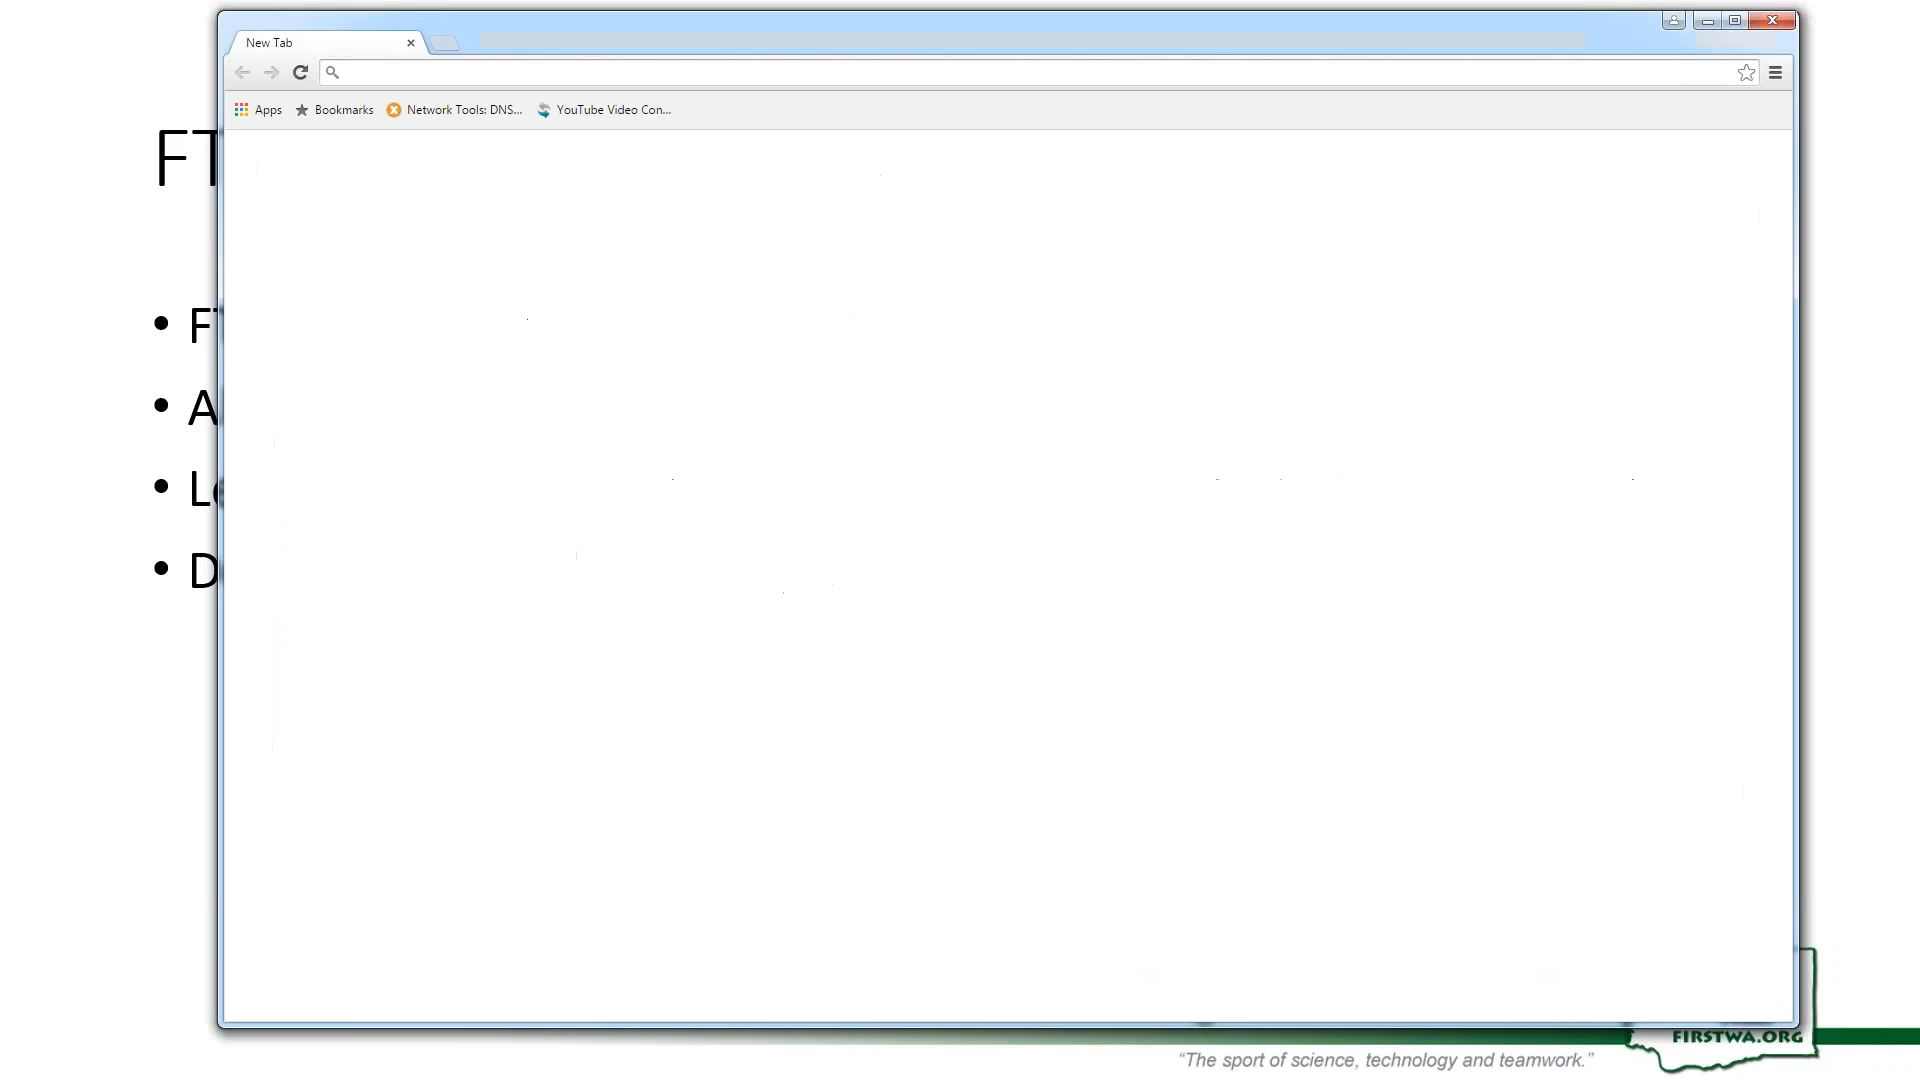 New Tab
Apps Bookmarks Network Tools: DNS... YouTube Video Con...
FT
• F
• A
• Le
• D
FIRSTWA.ORG
“The sport of science, technology and teamwork.”